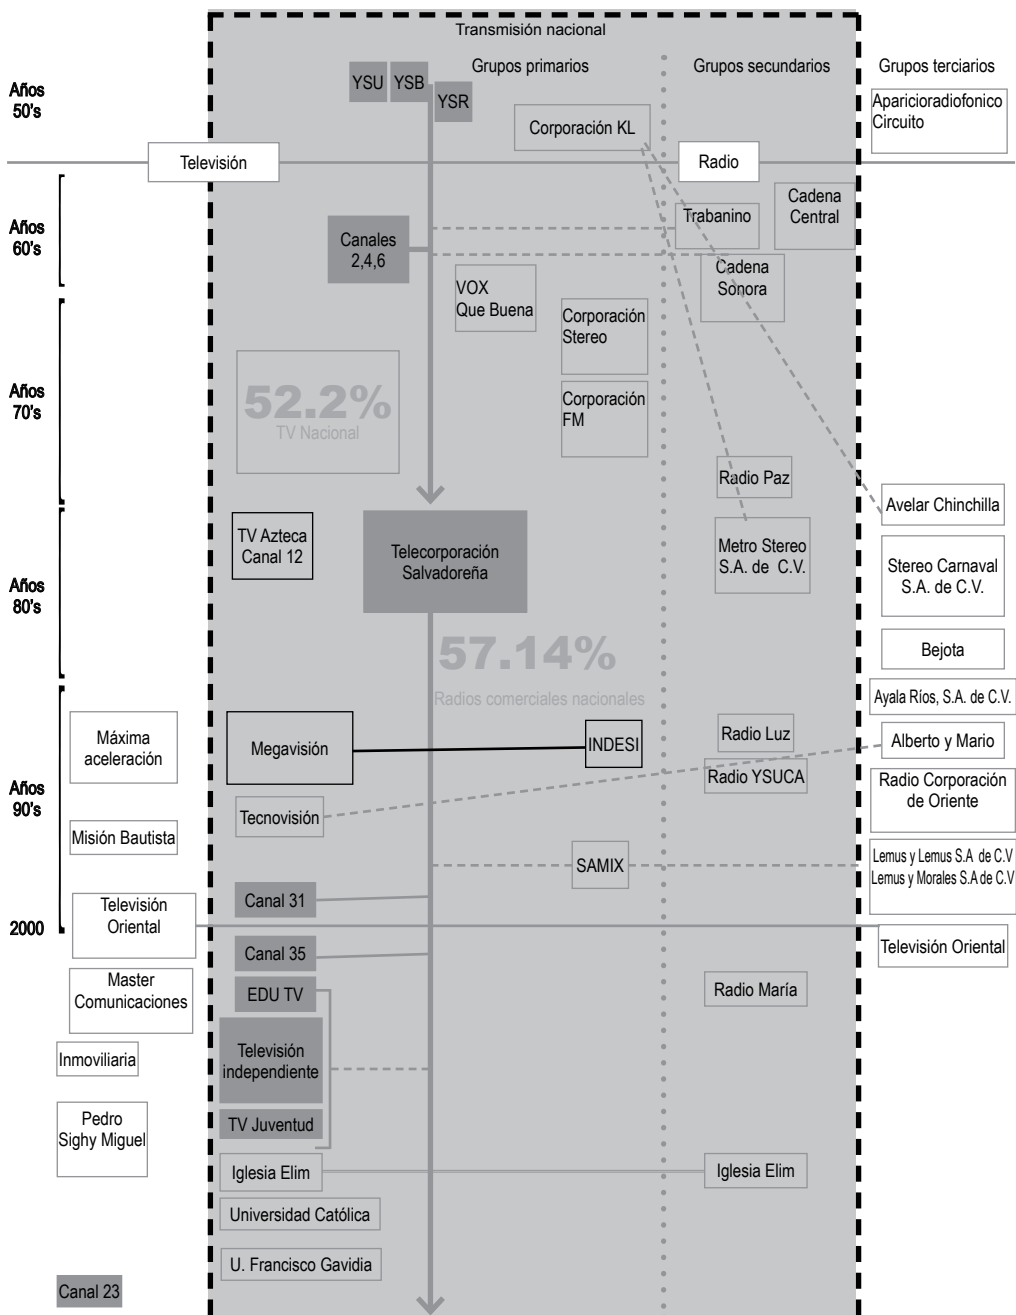 Transmisión nacional
Grupos primarios
Grupos secundarios
Grupos terciarios
Años
50's
YSU
YSB
YSR
Corporación KL
Aparicioradiofonico
Circuito
Televisión
Radio
Años
60's
Canales
2,4,6
Trabanino
Cadena
Central
Cadena
Sonora
VOX
Que Buena
Corporación
Stereo
Años
70's
52.2%
TV Nacional
Corporación
FM
Radio Paz
Avelar Chinchilla
Años
80's
TV Azteca
Canal 12
Telecorporación
Salvadoreña
Metro Stereo
S.A. de C.V.
Stereo Carnaval
S.A. de C.V.
57.14%
Radios comerciales nacionales
Bejota
Ayala Ríos, S.A. de C.V.
Años
90's
Máxima
aceleración
Megavisión
INDESI
Radio Luz
Alberto y Mario
Radio YSUCA
Radio Corporación
de Oriente
Tecnovisión
Misión Bautista
SAMIX
Lemus y Lemus S.A de C.V
Lemus y Morales S.A de C.V
Canal 31
2000
Televisión
Oriental
Canal 35
Televisión Oriental
Master
Comunicaciones
EDU TV
Radio María
Inmoviliaria
Televisión
independiente
Pedro
Sighy Miguel
TV Juventud
Iglesia Elim
Iglesia Elim
Universidad Católica
U. Francisco Gavidia
Canal 23